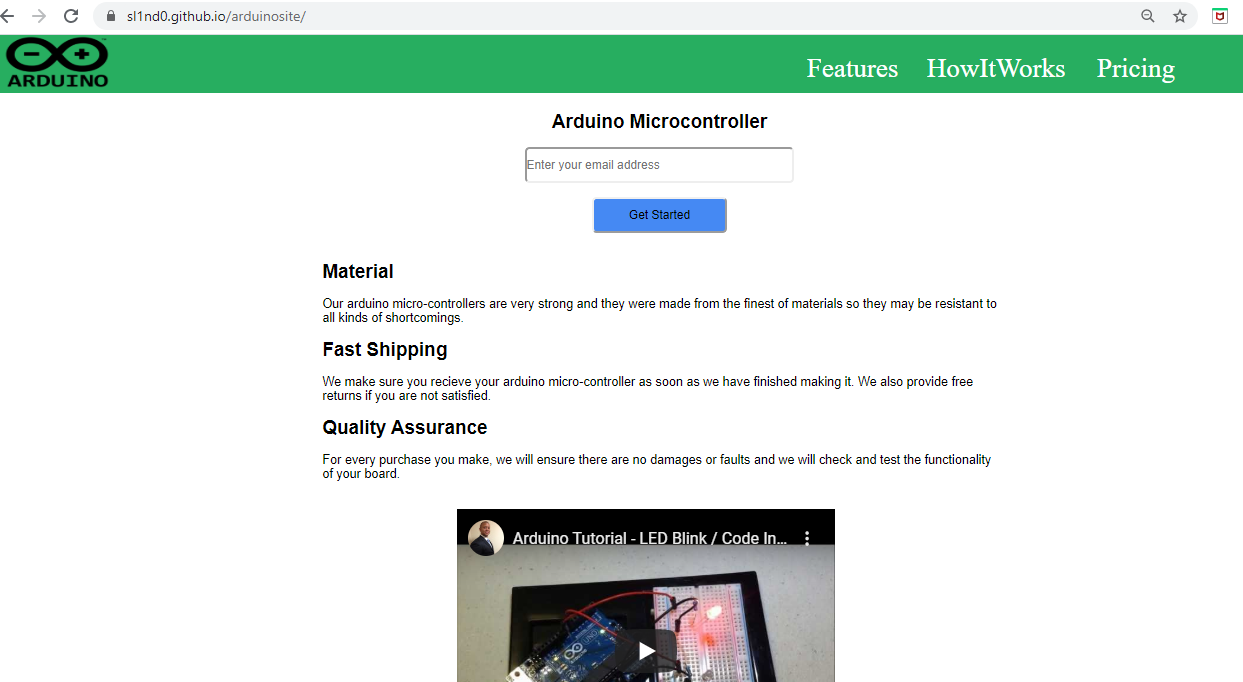 sl1nd0.github.io/arduinosite/
ARDUINO
Features HowItWorks Pricing
Arduino Microcontroller
Enter your email address
Get Started
Material
Our arduino micro-controllers are very strong and they were made from the finest of materials so they may be resistant to
all kinds of shortcomings.
Fast Shipping
We make sure you recieve your arduino micro-controller as soon as we have finished making it. We also provide free
returns if you are not satisfied.
Quality Assurance
For every purchase you make, we will ensure there are no damages or faults and we will check and test the functionality
of your board.
Arduino Tutorial - LED Blink / Code In...
UNO